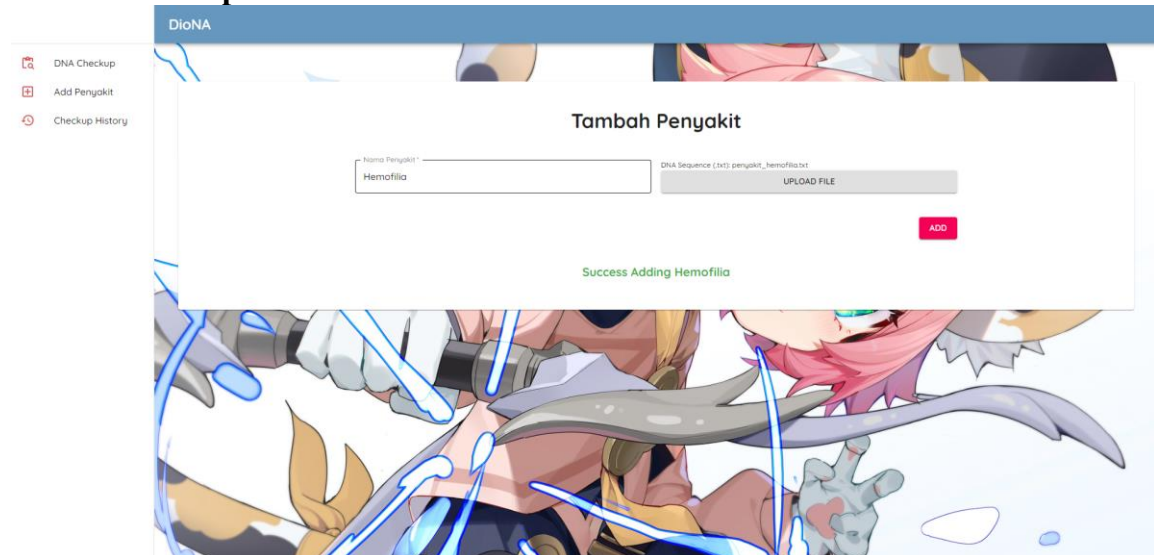 DioNA
DNA Checkup
Add Penyakit
Checkup History
Tambah Penyakit
Nama Penyakit *
Hemofilia
DNA Sequence (.txt): penyakit_hemofilia.txt
UPLOAD FILE
ADD
Success Adding Hemofilia